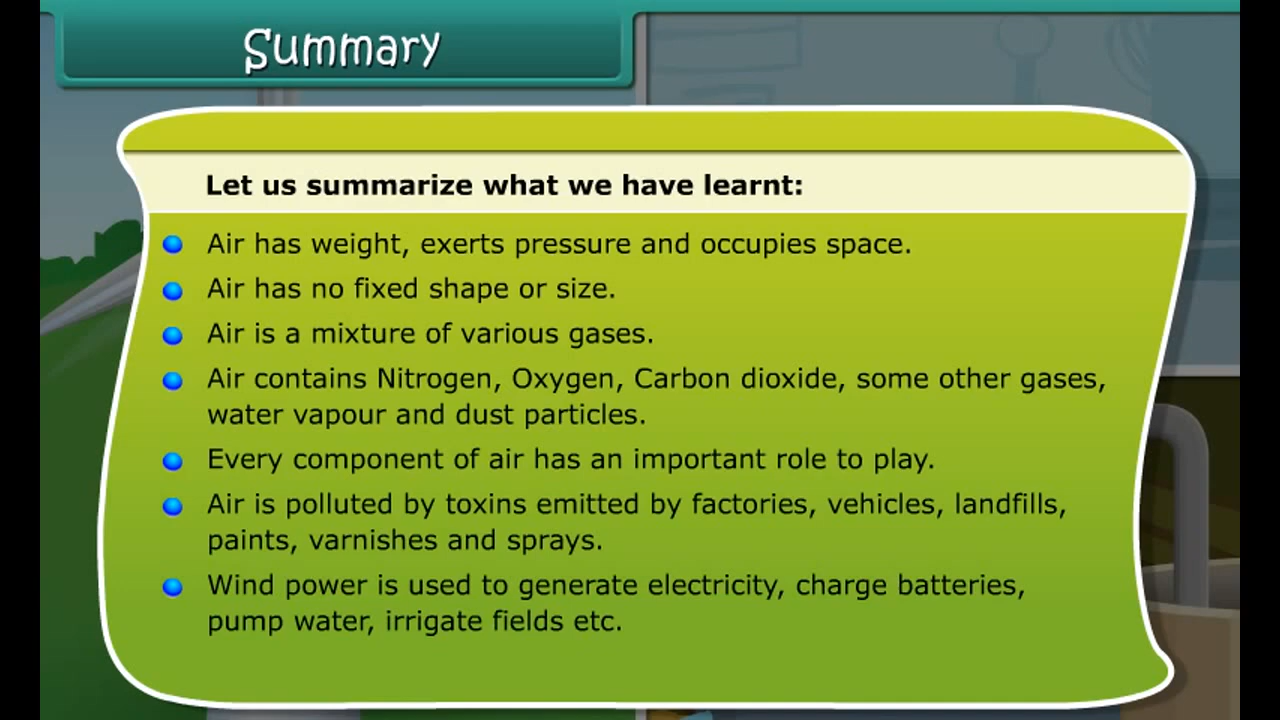 Summary
Let us summarize what we have learnt:
Air has weight, exerts pressure and occupies space.
Air has no fixed shape or size.
Air is a mixture of various gases.
Air contains Nitrogen, Oxygen, Carbon dioxide, some other gases,
water vapour and dust particles.
Every component of air has an important role to play.
Air is polluted by toxins emitted by factories, vehicles, landfills,
paints, varnishes and sprays.
Wind power is used to generate electricity, charge batteries,
pump water, irrigate fields etc.